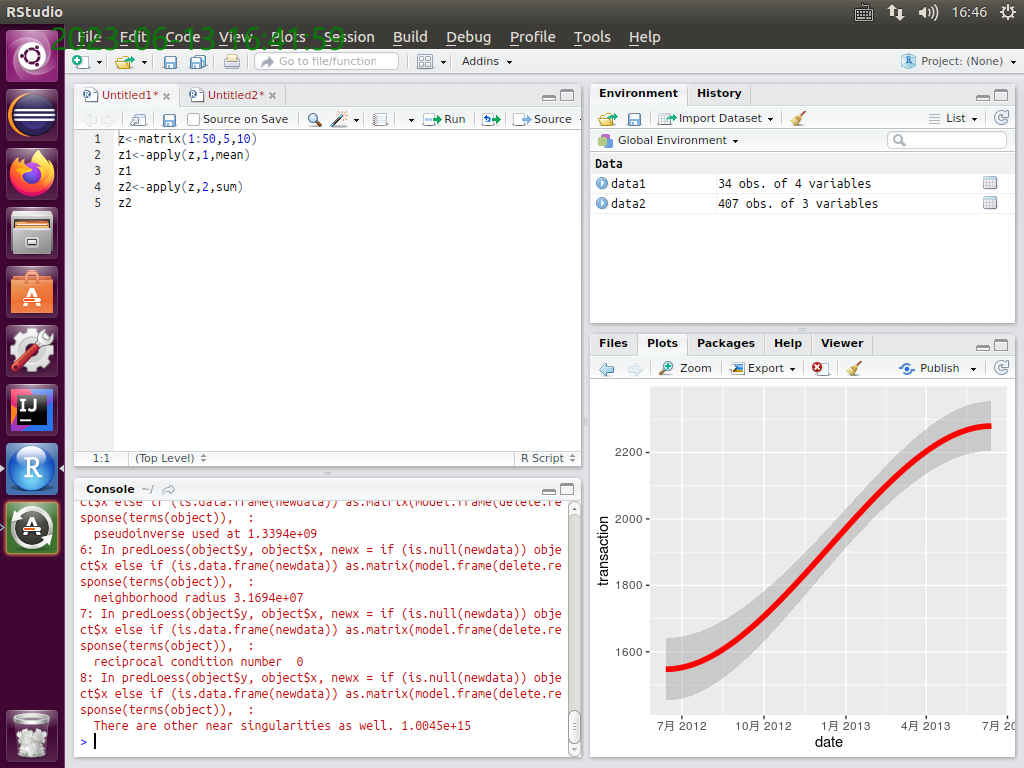 RStudio
16:46
2023-06-13 16:41:59
File Edit Code View Plots Session Build Debug Profile Tools Help
Go to file/function
Addins
Project: (None)
Untitled1*
Untitled2*
Source on Save
Run
Source
1 z<-matrix(1:50,5,10)
2 z1<-apply(z,1,mean)
3 z1
4 z2<-apply(z,2,sum)
5 z2
1:1
(Top Level)
R Script
Console ~/
ct$x else if (is.data.frame(newdata)) as.matrix(model.frame(delete.re
sponse(terms(object)), :
pseudoinverse used at 1.3394e+09
6: In predLoess(object$y, object$x, newx = if (is.null(newdata)) obje
ct$x else if (is.data.frame(newdata)) as.matrix(model.frame(delete.re
sponse(terms(object)), :
neighborhood radius 3.1694e+07
7: In predLoess(object$y, object$x, newx = if (is.null(newdata)) obje
ct$x else if (is.data.frame(newdata)) as.matrix(model.frame(delete.re
sponse(terms(object)), :
reciprocal condition number 0
8: In predLoess(object$y, object$x, newx = if (is.null(newdata)) obje
ct$x else if (is.data.frame(newdata)) as.matrix(model.frame(delete.re
sponse(terms(object)), :
There are other near singularities as well. 1.0045e+15
>
Environment History
Import Dataset
List
Global Environment
Data
data1 34 obs. of 4 variables
data2 407 obs. of 3 variables
Files Plots Packages Help Viewer
Zoom
Export
Publish
transaction
2200
2000
1800
1600
7月 2012 10月 2012 1月 2013 4月 2013 7月 20
date